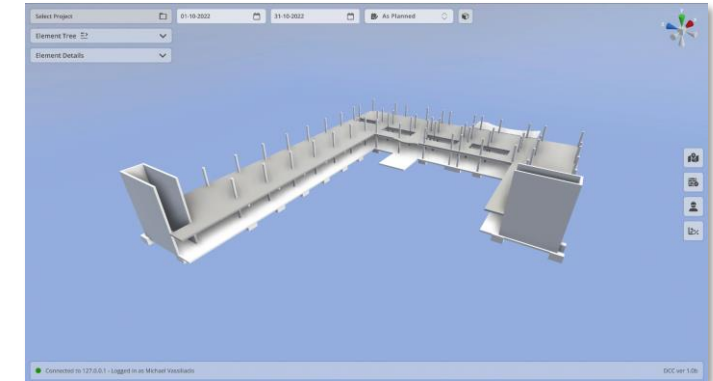 Select Project
01-10-2022
31-10-2022
As Planned
Element Tree
Element Details
Connected to 127.0.0.1 - Logged in as Michael
DCC ver 1.0b